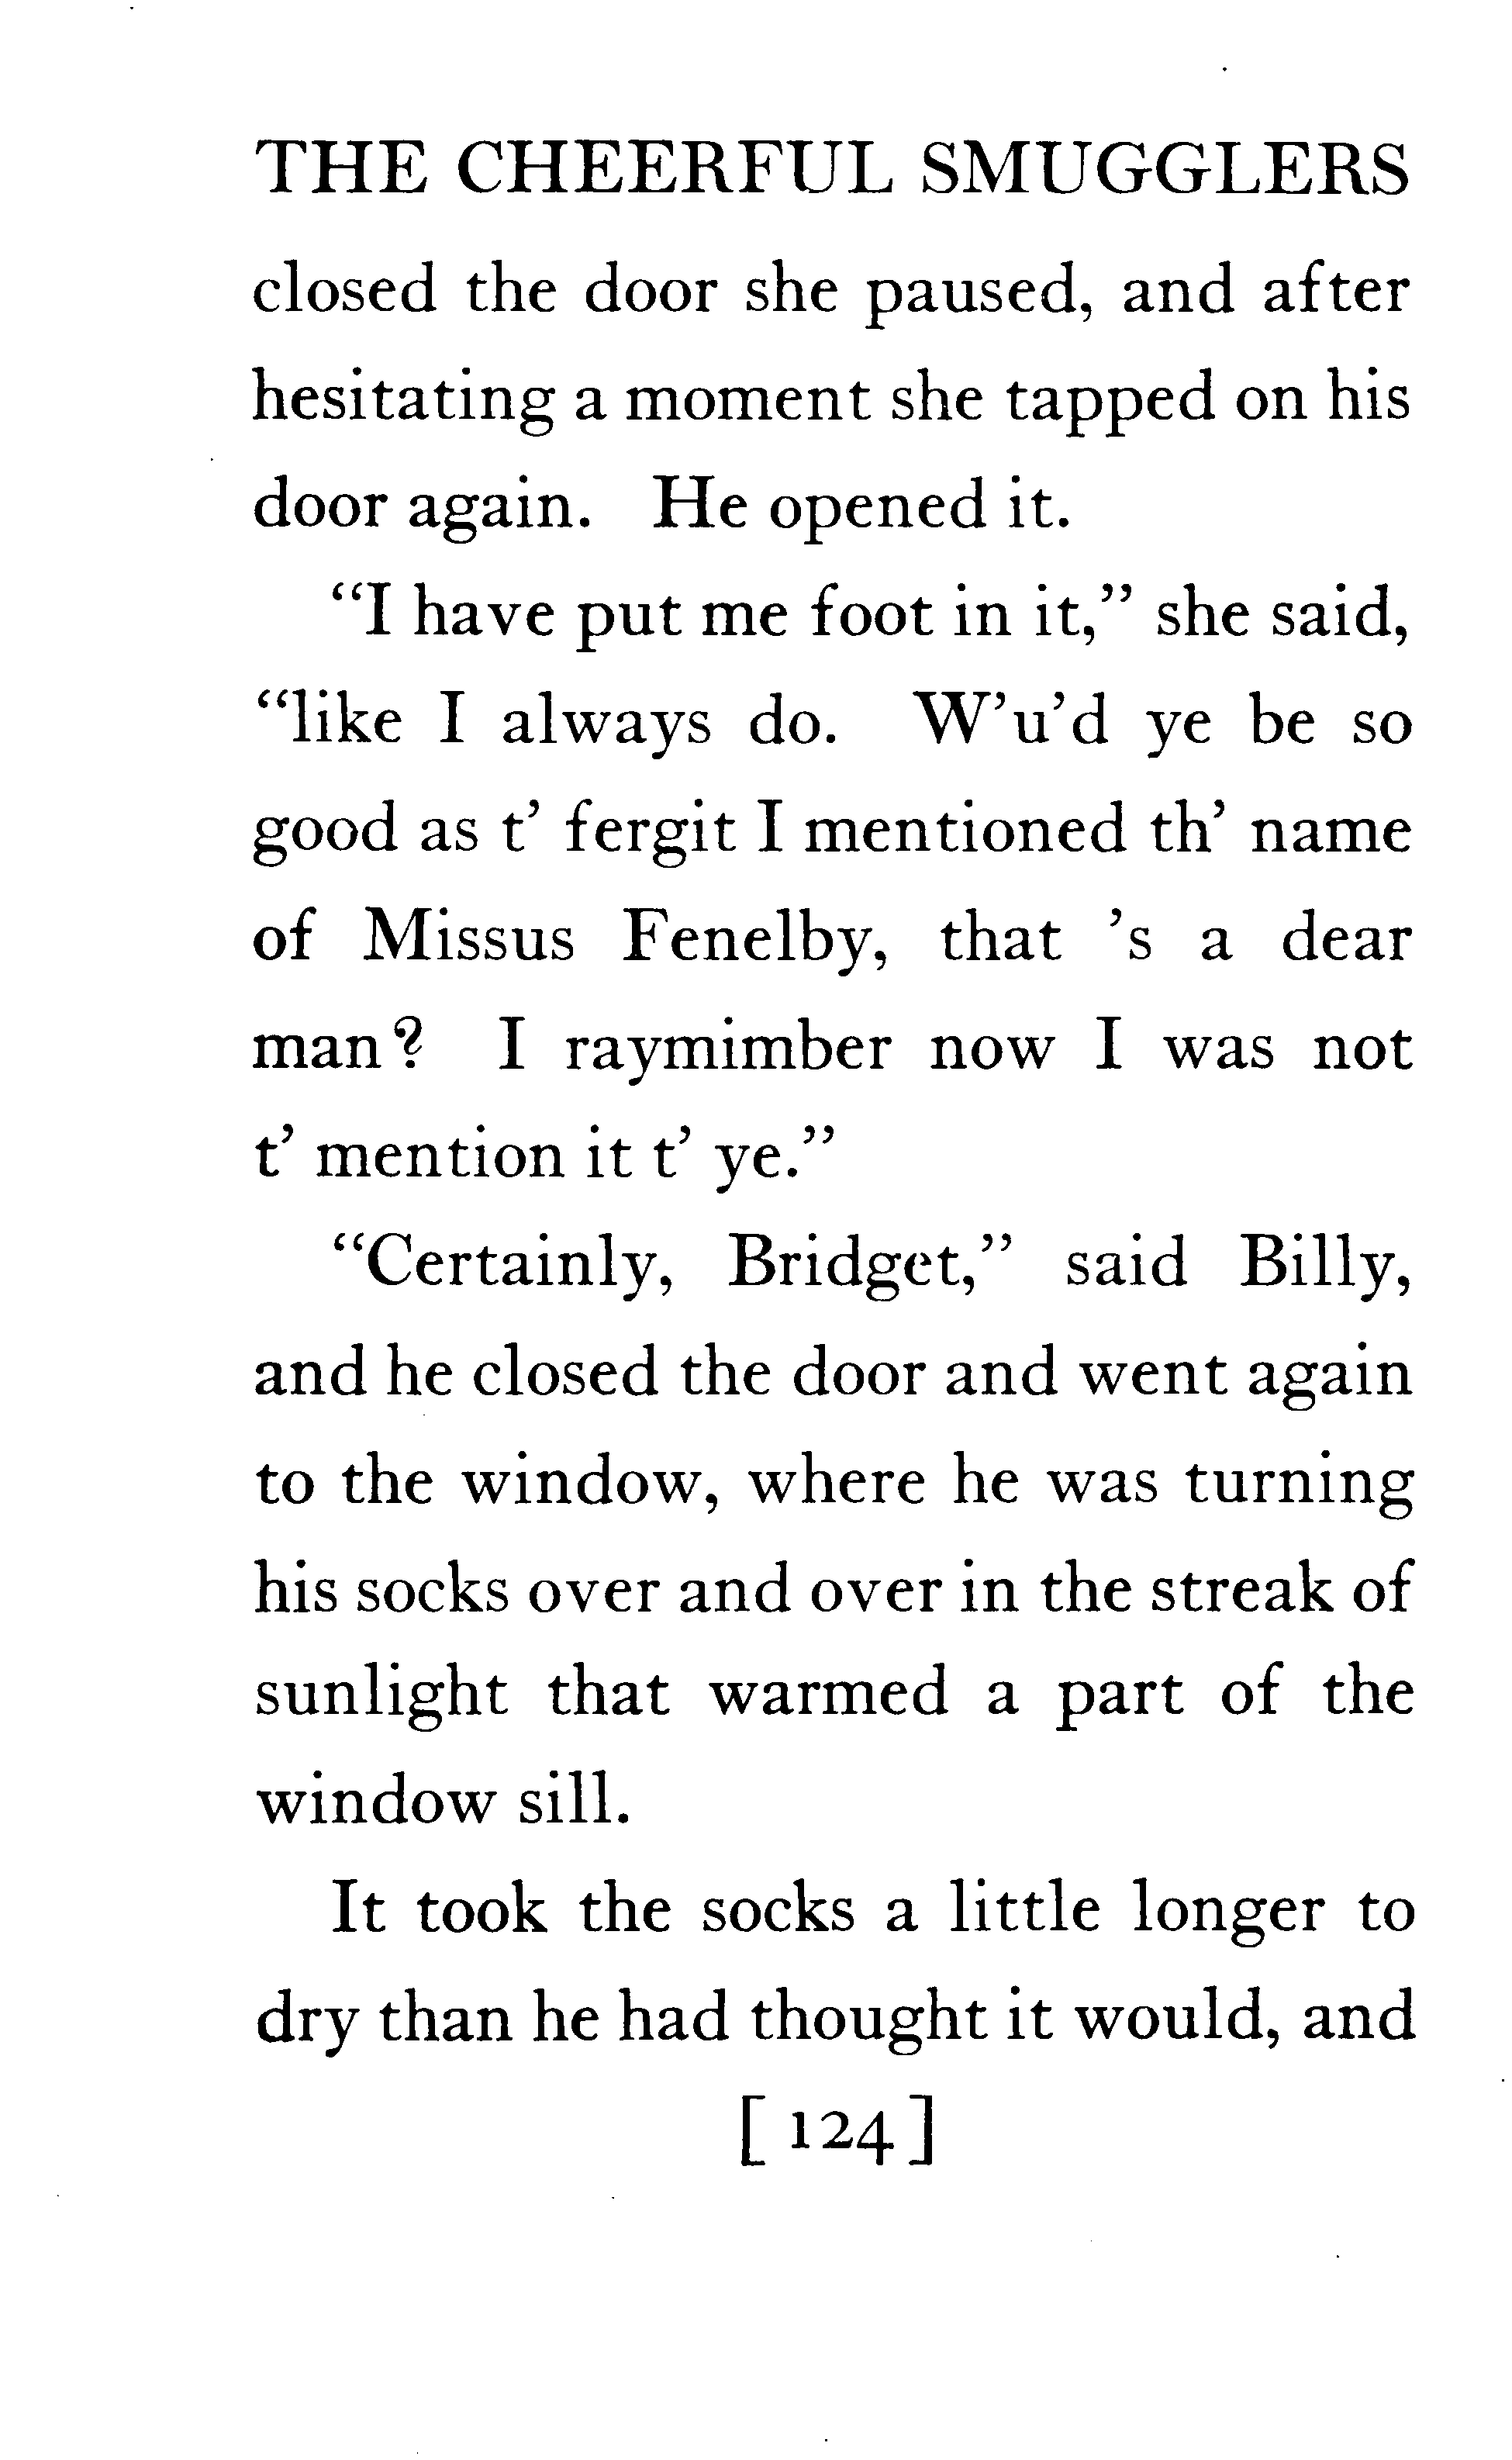 THE CHEERFUL SMUGGLERS
closed the door she paused, and after
hesitating a moment she tapped on his
door again. He opened it.
“I have put me foot in it,” she said,
“like I always do. W’u’d ye be so
good as t’ fergit I mentioned th’ name
of Missus Fenelby, that ’s a dear
man? I raymimber now I was not
t’ mention it t’ ye.”
“Certainly, Bridget,” said Billy,
and he closed the door and went again
to the window, where he was turning
his socks over and over in the streak of
sunlight that warmed a part of the
window sill.
It took the socks a little longer to
dry than he had thought it would, and
[124]